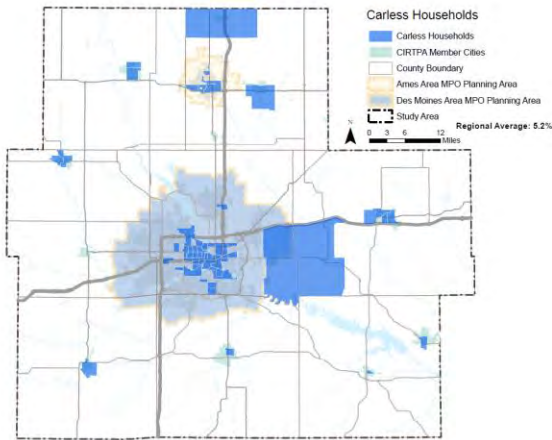 Carless Households
Carless Households
CIRTPA Member Cities
County Boundary
Ames Area MPO Planning Area
Des Moines Area MPO Planning Area
Study Area
Regional Average: 5.2%
N
0 3 6 12
Miles